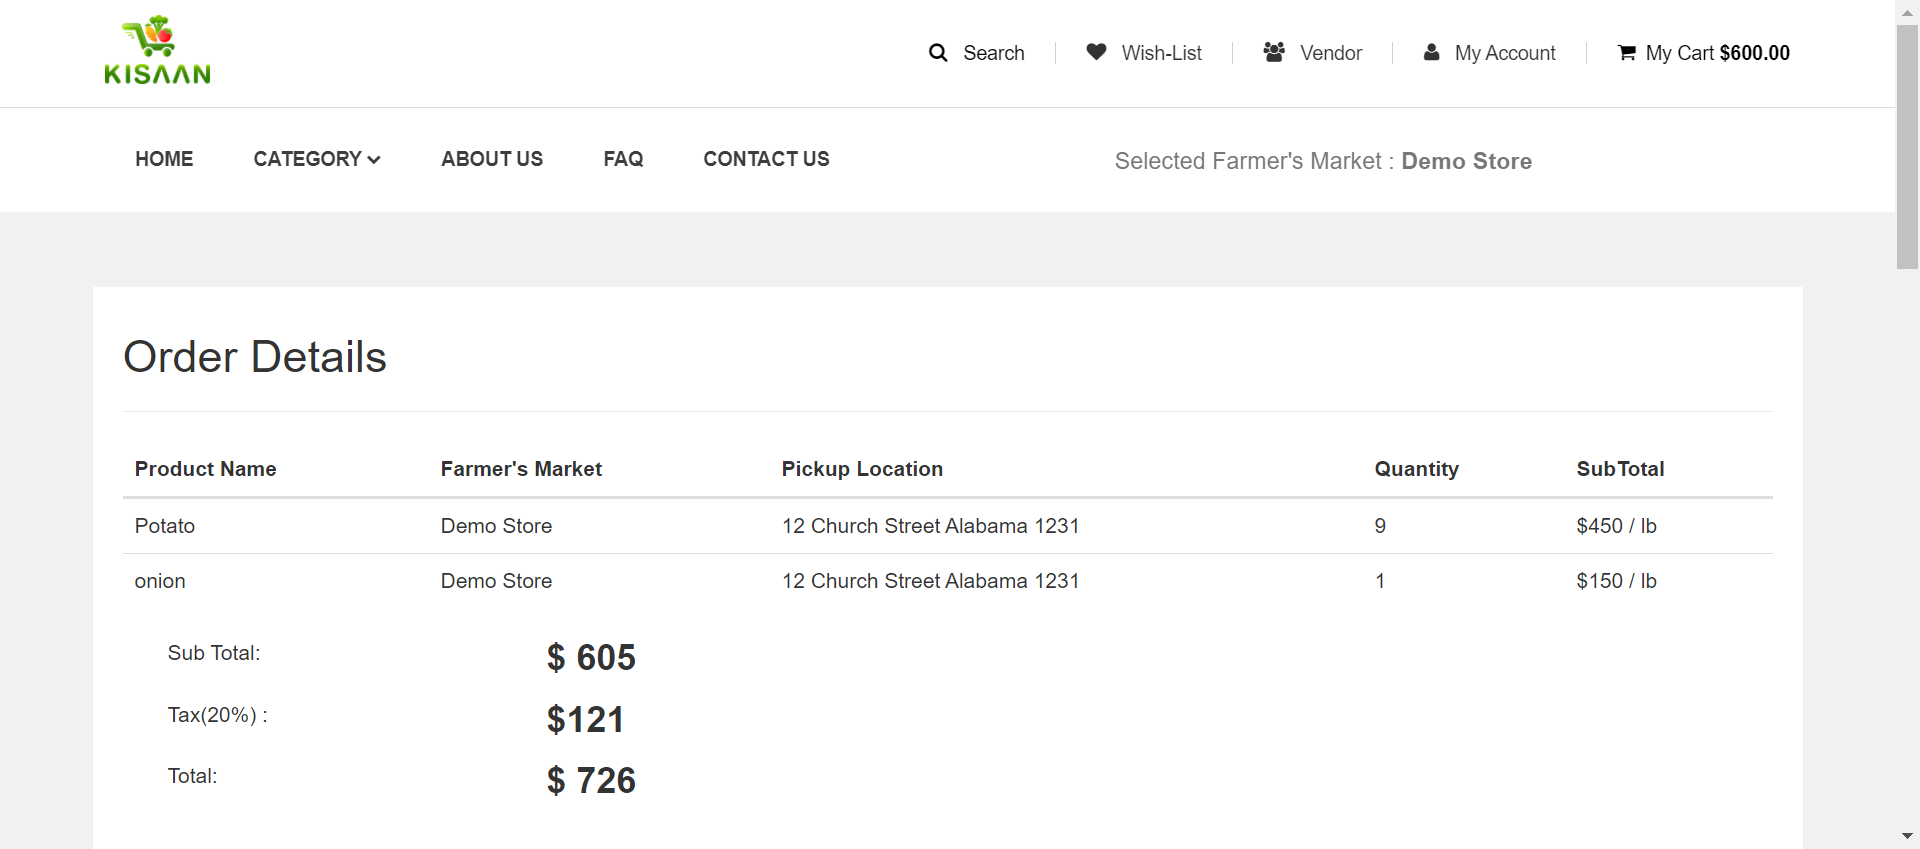 KISAAN
Search Wish-List Vendor My Account My Cart $600.00
HOME CATEGORY ABOUT US FAQ CONTACT US Selected Farmer's Market : Demo Store
Order Details
Product Name Farmer's Market Pickup Location Quantity SubTotal
Potato Demo Store 12 Church Street Alabama 1231 9 $450 / lb
onion Demo Store 12 Church Street Alabama 1231 1 $150 / lb
Sub Total: $ 605
Tax(20%) : $121
Total: $ 726